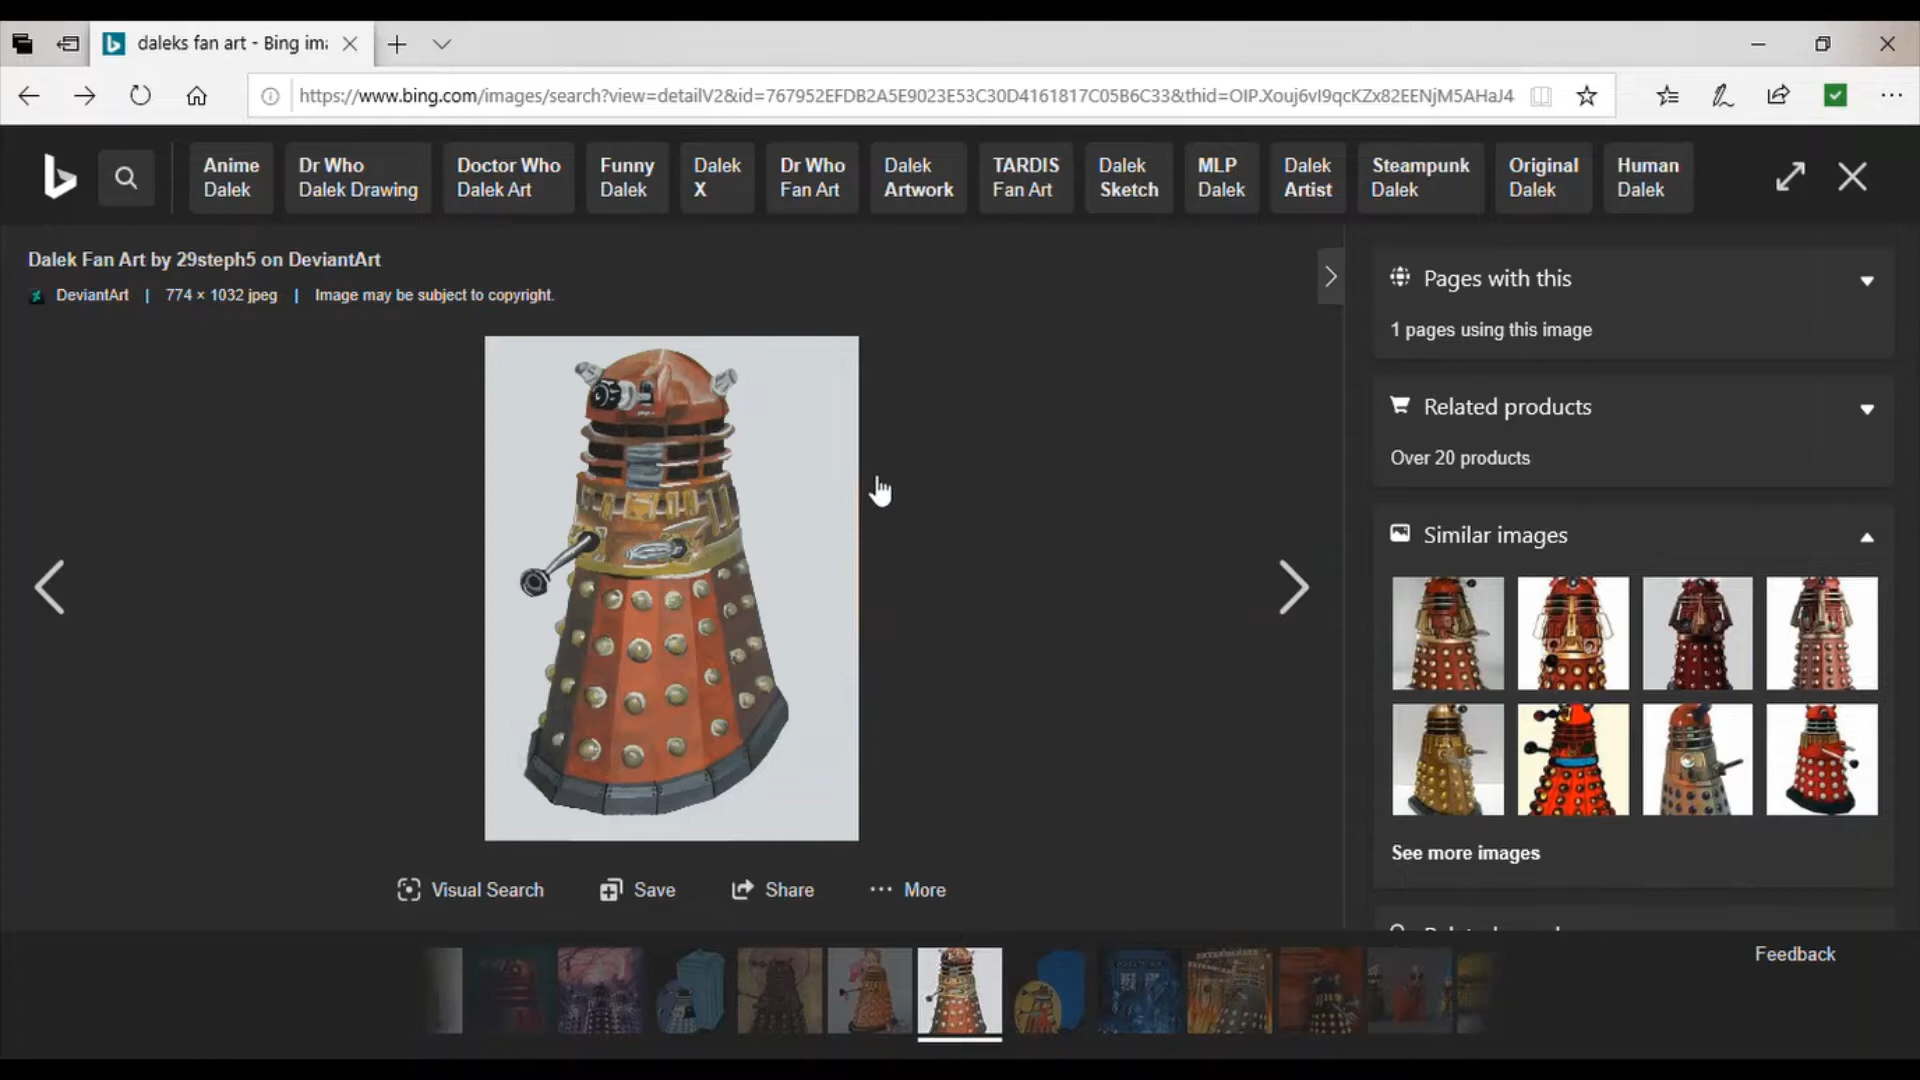 daleks fan art - Bing ima
https://www.bing.com/images/search?view=detailV2&id=767952EFDB2A5E9023E53C30D4161817C05B6C33&thid=OIP.Xouj6vI9qcKZx82EENjM5AHaJ4
Anime Dalek
Dr Who Dalek Drawing
Doctor Who Dalek Art
Funny Dalek
Dalek X
Dr Who Fan Art
Dalek Artwork
TARDIS Fan Art
Dalek Sketch
MLP Dalek
Dalek Artist
Steampunk Dalek
Original Dalek
Human Dalek
Dalek Fan Art by 29steph5 on DeviantArt
DeviantArt | 774 × 1032 jpeg | Image may be subject to copyright.
Pages with this
1 pages using this image
Related products
Over 20 products
Similar images
See more images
Visual Search
Save
Share
More
Feedback